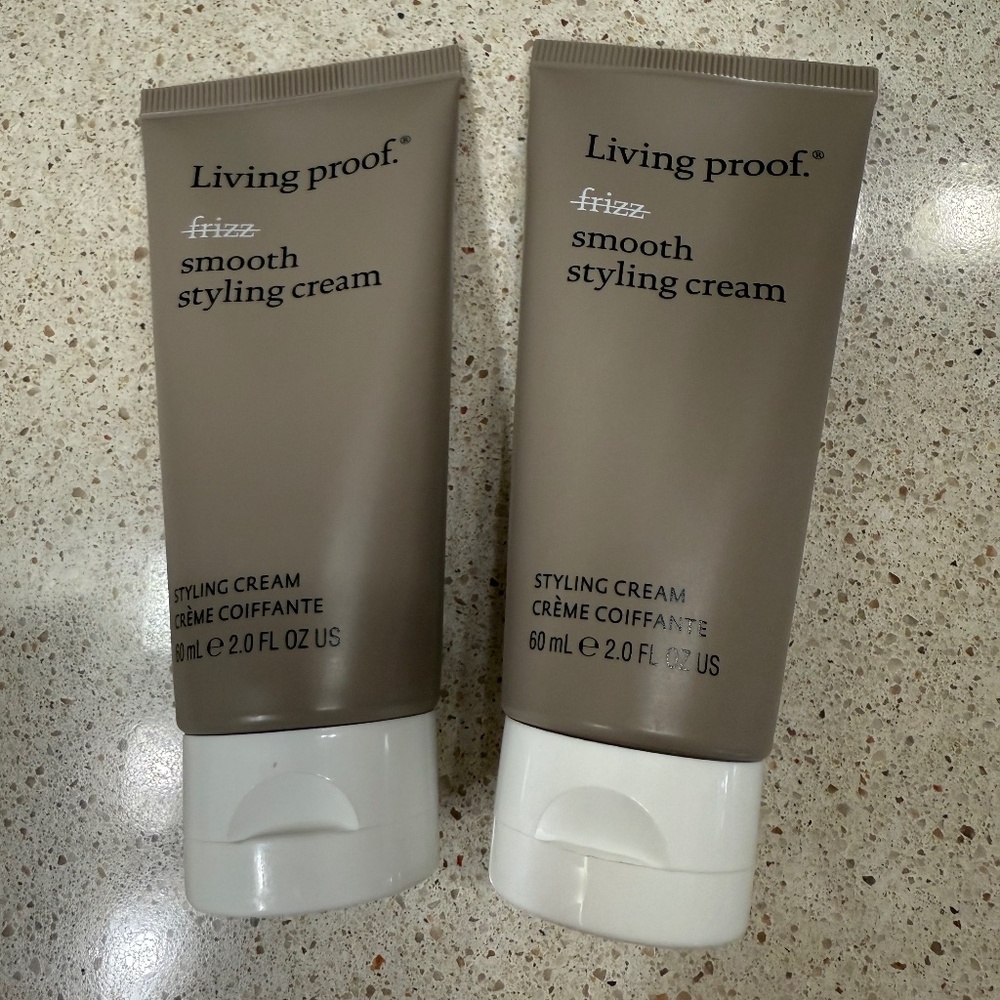 Living proof.®
frizz
smooth
styling cream
STYLING CREAM
CRÈME COIFFANTE
60 mL ℮ 2.0 FL OZ US
Living proof.®
frizz
smooth
styling cream
STYLING CREAM
CRÈME COIFFANTE
60 mL ℮ 2.0 FL OZ US